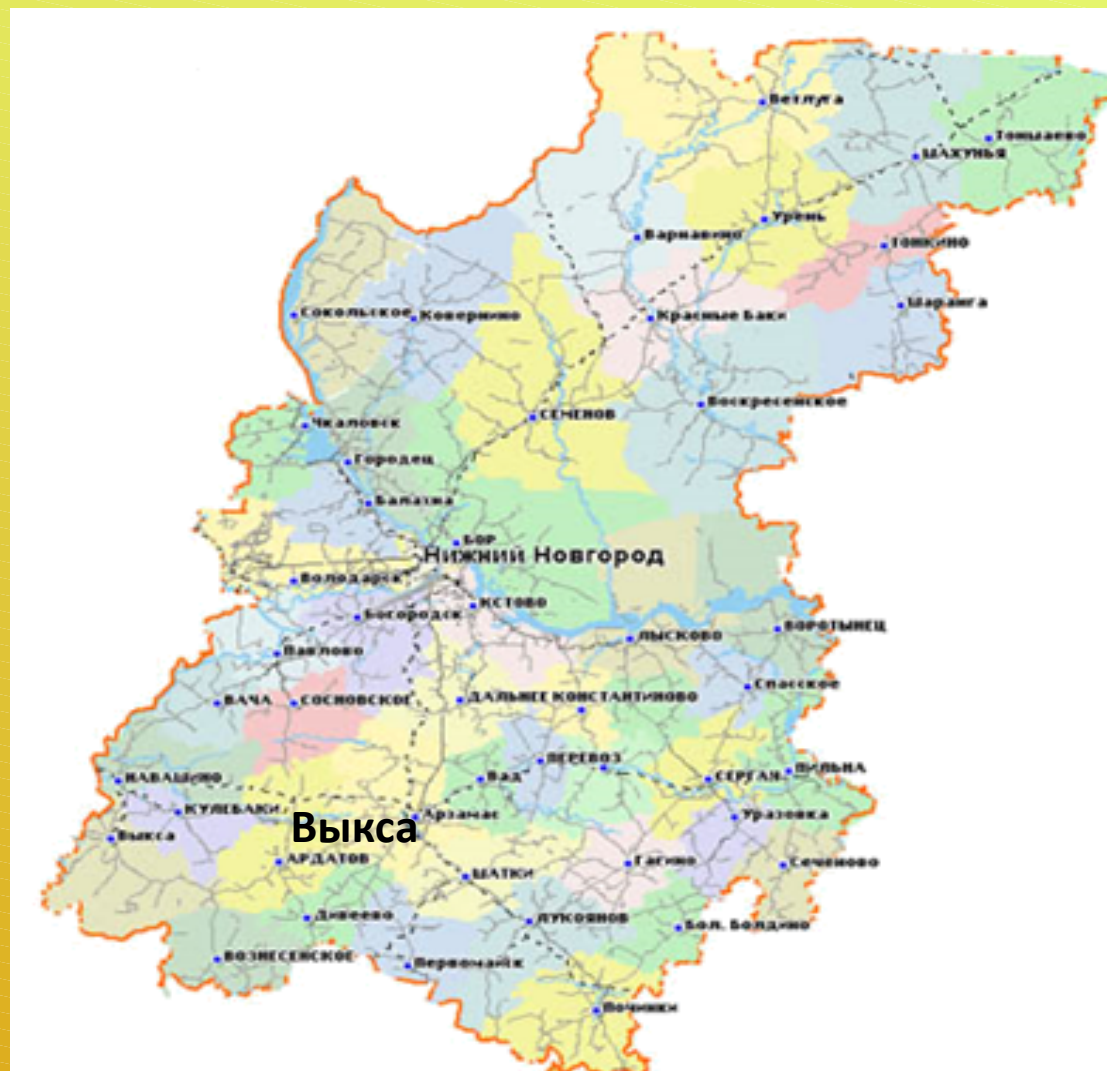 Ветлуга
Тоншаево
ШАХУНЬЯ
Урень
Варнавино
ТОНКИНО
Шаранга
Сокольское
Ковернино
Красные Баки
Воскресенское
СЕМЕНОВ
Чкаловск
Городец
Балахна
БОР
Нижний Новгород
Володарск
КСТОВО
Богородск
ВОРОТЫНЕЦ
ЛЫСКОВО
Павлово
Спасское
ВАЧА
СОСНОВСКОЕ
ДАЛЬНЕЕ КОНСТАНТИНОВО
ПЕРЕВОЗ
ПИЛЬНА
НАВАШИНО
Вад
СЕРГАЧ
КУЛЕБАКИ
Арзамас
Уразовка
Выкса
Выкса
АРДАТОВ
Гагино
Сеченово
ШАТКИ
Дивеево
ЛУКОЯНОВ
Бол. Болдино
ВОЗНЕСЕНСКОЕ
Первомайск
Починки